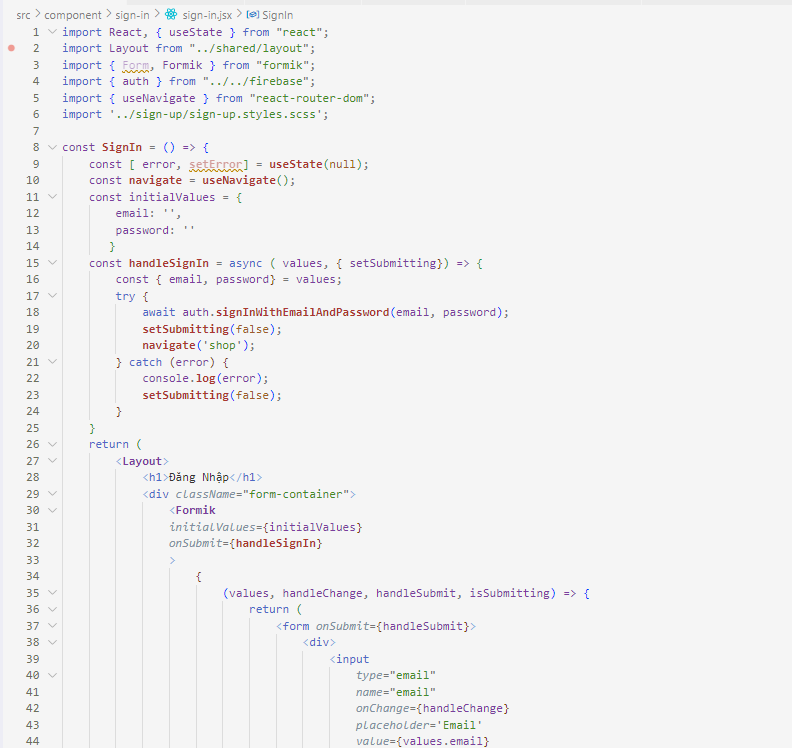 src > component > sign-in > sign-in.jsx > SignIn
1 import React, { useState } from "react";
2 import Layout from "../shared/layout";
3 import { Form, Formik } from "formik";
4 import { auth } from "../../firebase";
5 import { useNavigate } from "react-router-dom";
6 import '../sign-up/sign-up.styles.scss';
7
8 const SignIn = () => {
9 const [ error, setError] = useState(null);
10 const navigate = useNavigate();
11 const initialValues = {
12 email: '',
13 password: ''
14 }
15 const handleSignIn = async ( values, { setSubmitting}) => {
16 const { email, password} = values;
17 try {
18 await auth.signInWithEmailAndPassword(email, password);
19 setSubmitting(false);
20 navigate('shop');
21 } catch (error) {
22 console.log(error);
23 setSubmitting(false);
24 }
25 }
26 return (
27 <Layout>
28 <h1>Đăng Nhập</h1>
29 <div className="form-container">
30 <Formik
31 initialValues={initialValues}
32 onSubmit={handleSignIn}
33 >
34 {
35 (values, handleChange, handleSubmit, isSubmitting) => {
36 return (
37 <form onSubmit={handleSubmit}>
38 <div>
39 <input
40 type="email"
41 name="email"
42 onChange={handleChange}
43 placeholder='Email'
44 value={values.email}